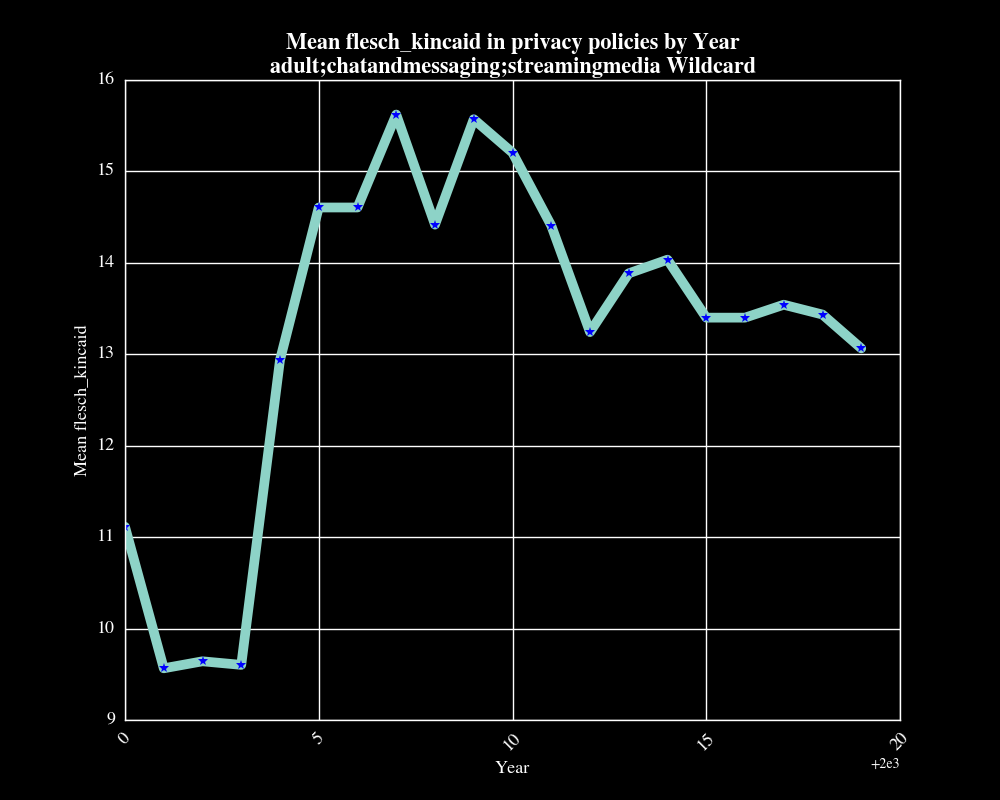 Mean flesch_kincaid in privacy policies by Year
adult;chatandmessaging;streamingmedia Wildcard
16
15
14
13
12
11
10
9
Mean flesch_kincaid
0
5
10
15
20
+2e3
Year